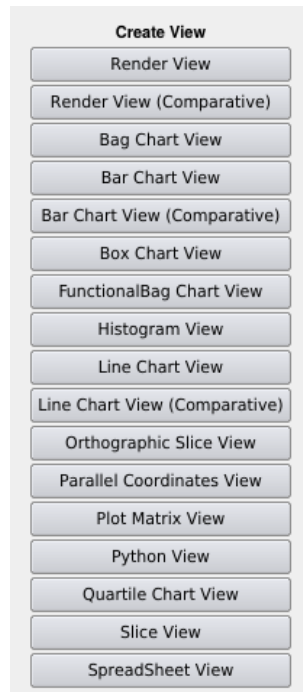 Create View
Render View
Render View (Comparative)
Bag Chart View
Bar Chart View
Bar Chart View (Comparative)
Box Chart View
FunctionalBag Chart View
Histogram View
Line Chart View
Line Chart View (Comparative)
Orthographic Slice View
Parallel Coordinates View
Plot Matrix View
Python View
Quartile Chart View
Slice View
SpreadSheet View